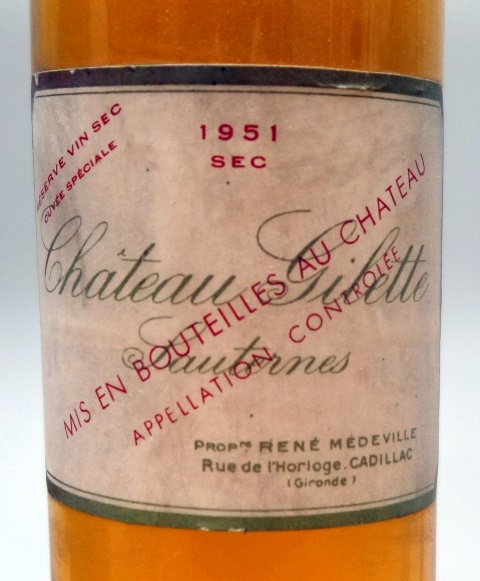 RÉSERVE VIN SEC
CUVÉE SPÉCIALE
1951
SEC
Château Gilette
Sauternes
MIS EN BOUTEILLES AU CHATEAU
APPELLATION CONTROLÉE
PROPRE RENÉ MÉDEVILLE
Rue de l'Horloge. CADILLAC
(Gironde)